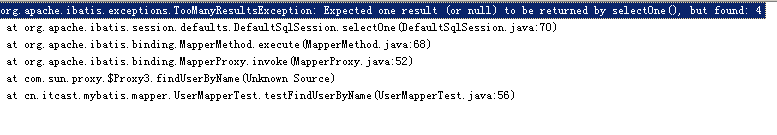 org.apache.ibatis.exceptions.TooManyResultsException: Expected one result (or null) to be returned by selectOne(), but found: 4
at org.apache.ibatis.session.defaults.DefaultSqlSession.selectOne(DefaultSqlSession.java:70)
at org.apache.ibatis.binding.MapperMethod.execute(MapperMethod.java:68)
at org.apache.ibatis.binding.MapperProxy.invoke(MapperProxy.java:52)
at com.sun.proxy.$Proxy3.findUserByName(Unknown Source)
at cn.itcast.mybatis.mapper.UserMapperTest.testFindUserByName(UserMapperTest.java:56)